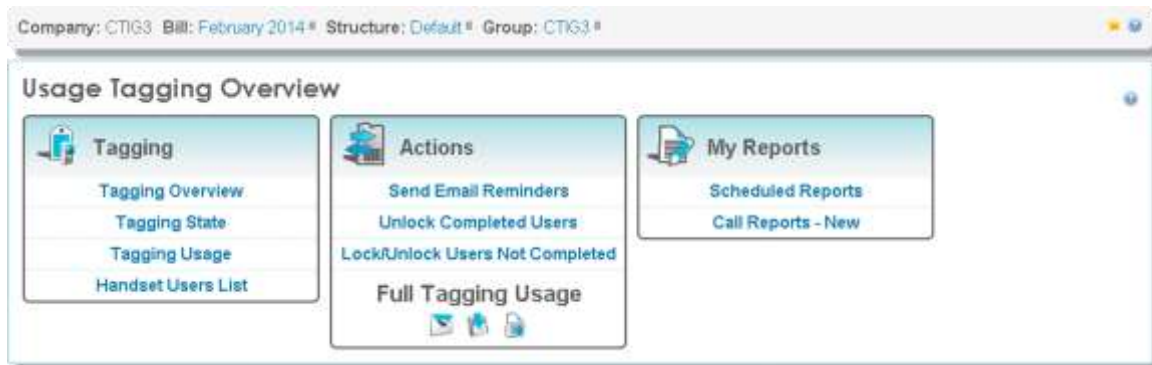 Company: CTIG3 Bill: February 2014 Structure: Default Group: CTIG3
Usage Tagging Overview
Tagging
Tagging Overview
Tagging State
Tagging Usage
Handset Users List
Actions
Send Email Reminders
Unlock Completed Users
Lock/Unlock Users Not Completed
Full Tagging Usage
My Reports
Scheduled Reports
Call Reports - New